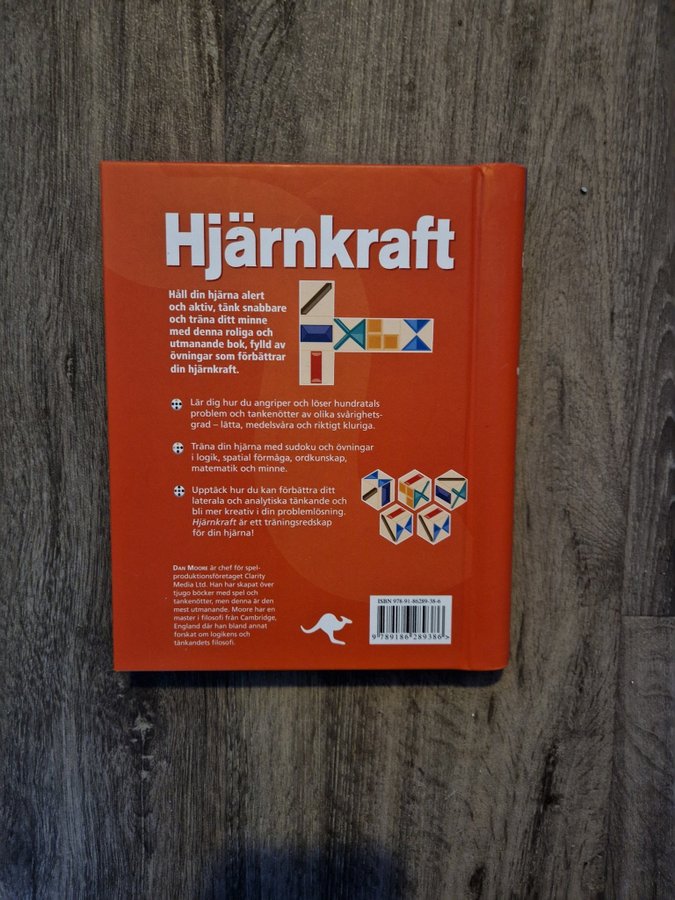 Hjärnkraft
Håll din hjärna alert
och aktiv, tänk snabbare
och träna ditt minne
med denna roliga och
utmanande bok, fylld av
övningar som förbättrar
din hjärnkraft.
Lär dig hur du angriper och löser hundratals
problem och tankenötter av olika svårighets-
grad – lätta, medelsvåra och riktigt kluriga.
Träna din hjärna med sudoku och övningar
i logik, spatial förmåga, ordkunskap,
matematik och minne.
Upptäck hur du kan förbättra ditt
laterala och analytiska tänkande och
bli mer kreativ i din problemlösning.
Hjärnkraft är ett träningsredskap
för din hjärna!
Dan Moore är chef för spel-
produktionsföretaget Clarity
Media Ltd. Han har skapat över
tjugo böcker med spel och
tankenötter, men denna är den
mest utmanande. Moore har en
master i filosofi från Cambridge,
England där han bland annat
forskat om logikens och
tänkandets filosofi.
ISBN 978-91-86289-38-6
9 789186 289386 >